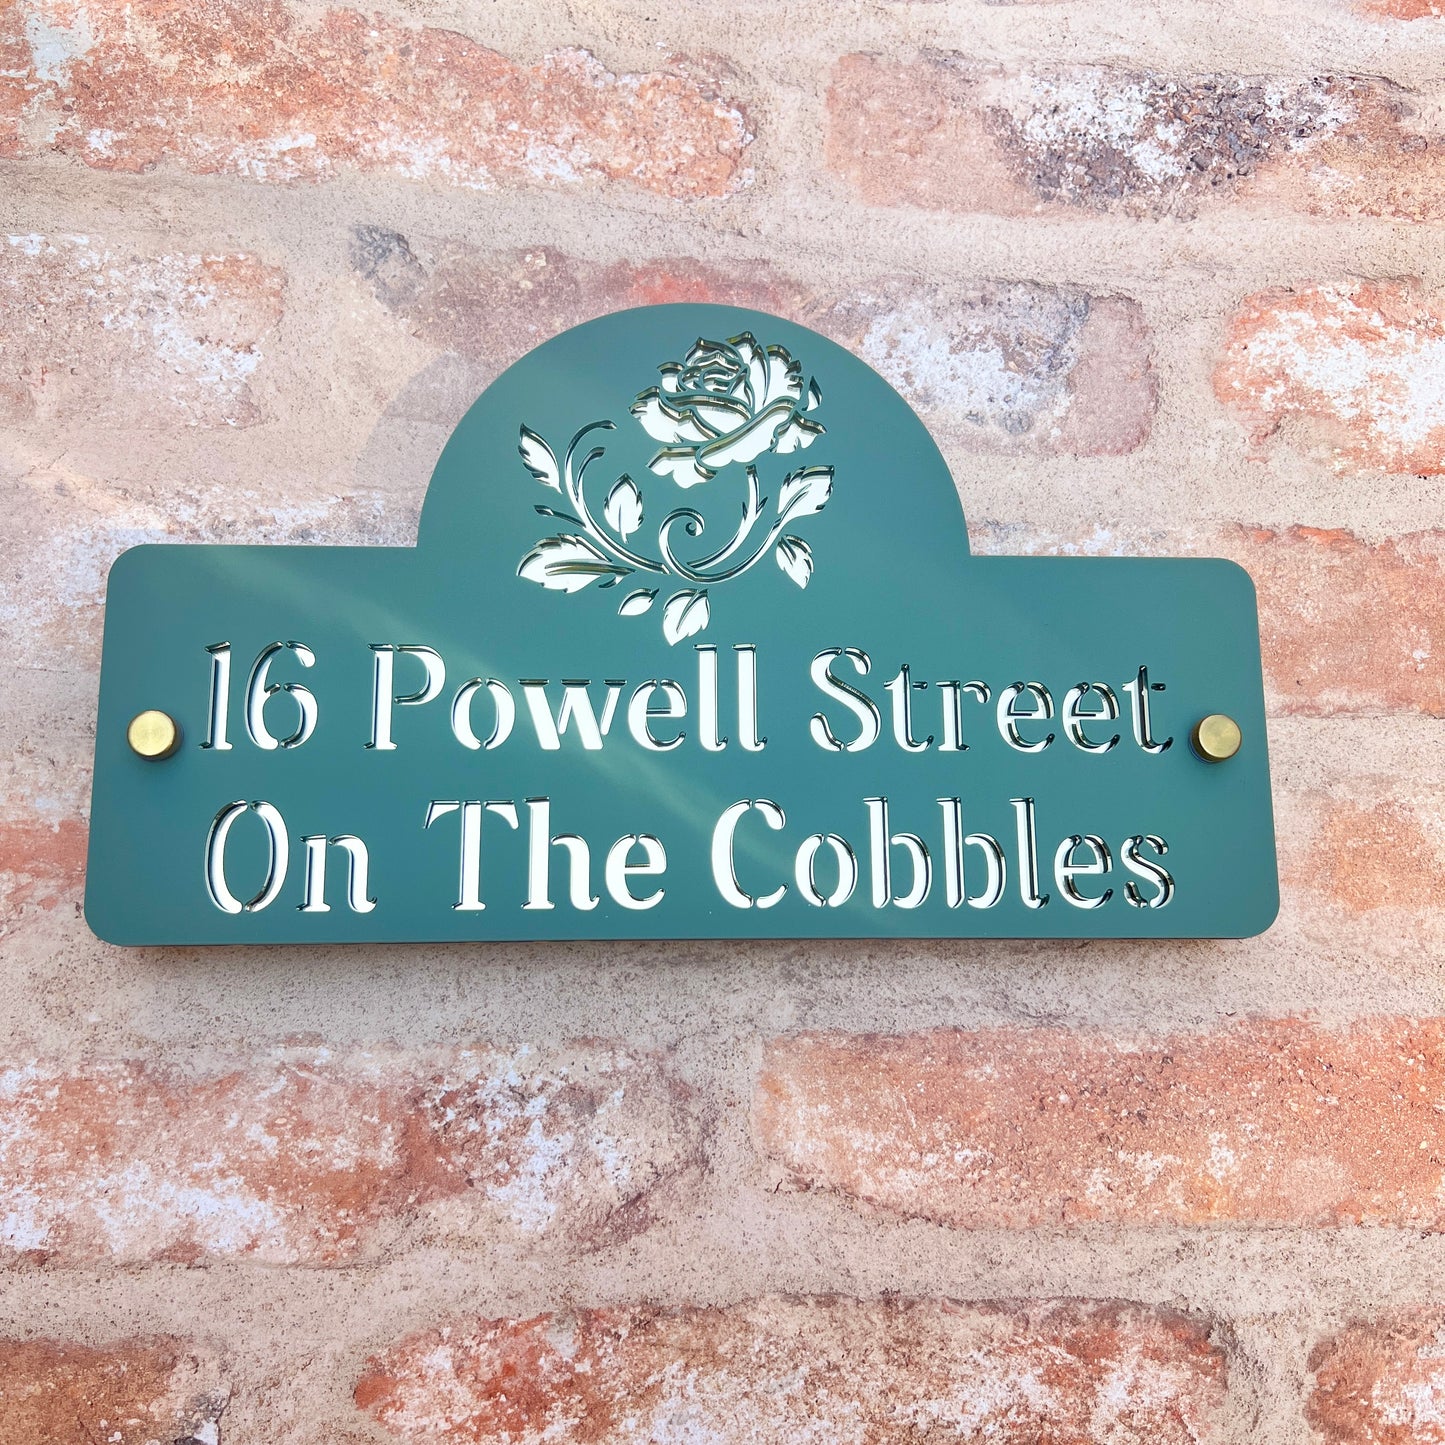 16 Powell Street
On The Cobbles